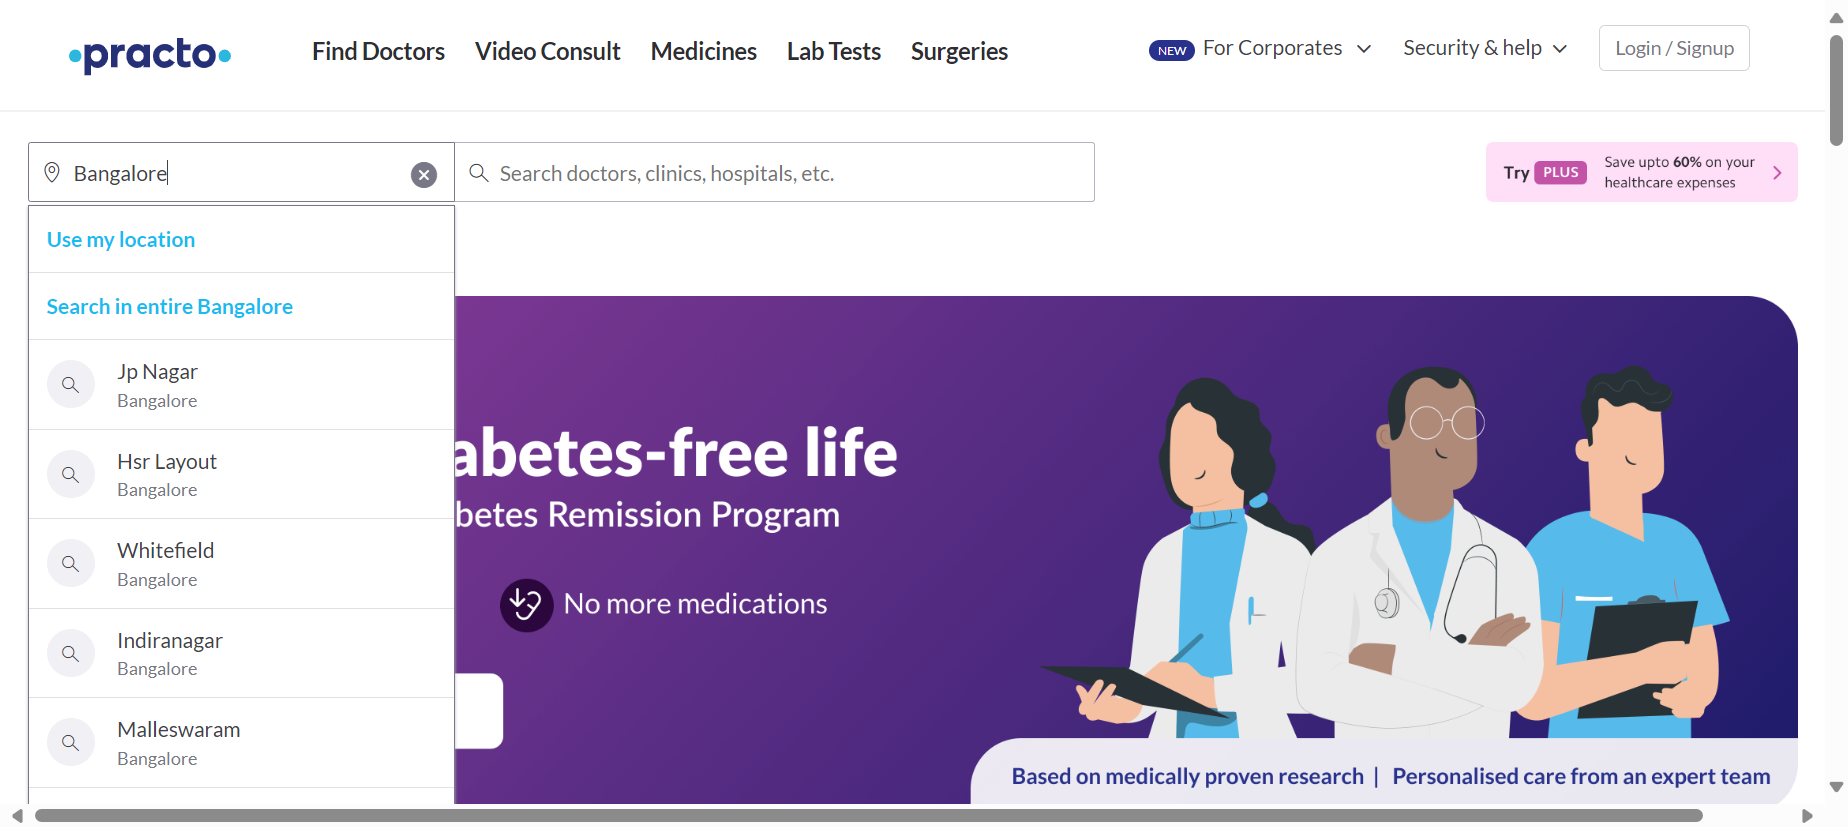 practo
Find Doctors
Video Consult
Medicines
Lab Tests
Surgeries
NEW
For Corporates
Security & help
Login / Signup
Bangalore
Search doctors, clinics, hospitals, etc.
Try PLUS
Save upto 60% on your
healthcare expenses
Use my location
Search in entire Bangalore
Jp Nagar
Bangalore
Hsr Layout
Bangalore
Whitefield
Bangalore
Indiranagar
Bangalore
Malleswaram
Bangalore
abetes-free life
betes Remission Program
No more medications
Based on medically proven research | Personalised care from an expert team